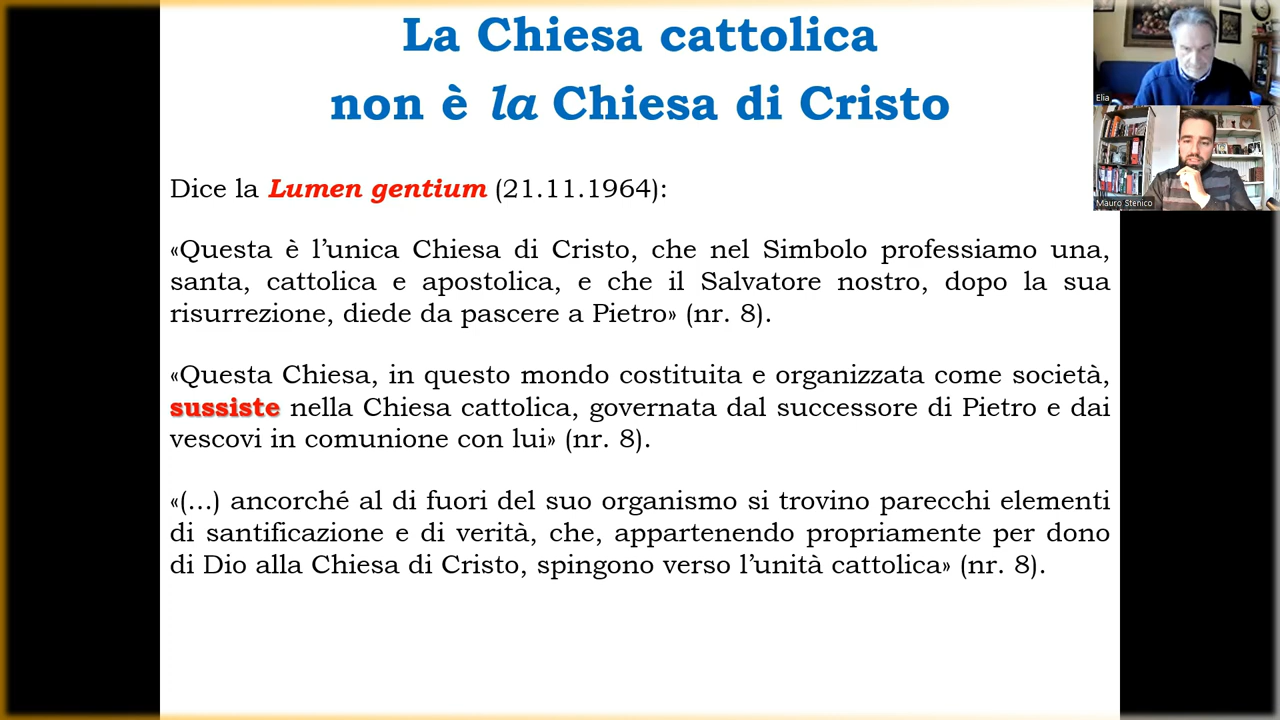 La Chiesa cattolica
non è la Chiesa di Cristo
Dice la Lumen gentium (21.11.1964):
«Questa è l’unica Chiesa di Cristo, che nel Simbolo professiamo una,
santa, cattolica e apostolica, e che il Salvatore nostro, dopo la sua
risurrezione, diede da pascere a Pietro» (nr. 8).
«Questa Chiesa, in questo mondo costituita e organizzata come società,
sussiste nella Chiesa cattolica, governata dal successore di Pietro e dai
vescovi in comunione con lui» (nr. 8).
«(…) ancorché al di fuori del suo organismo si trovino parecchi elementi
di santificazione e di verità, che, appartenendo propriamente per dono
di Dio alla Chiesa di Cristo, spingono verso l’unità cattolica» (nr. 8).
Elia
Mauro Stenico